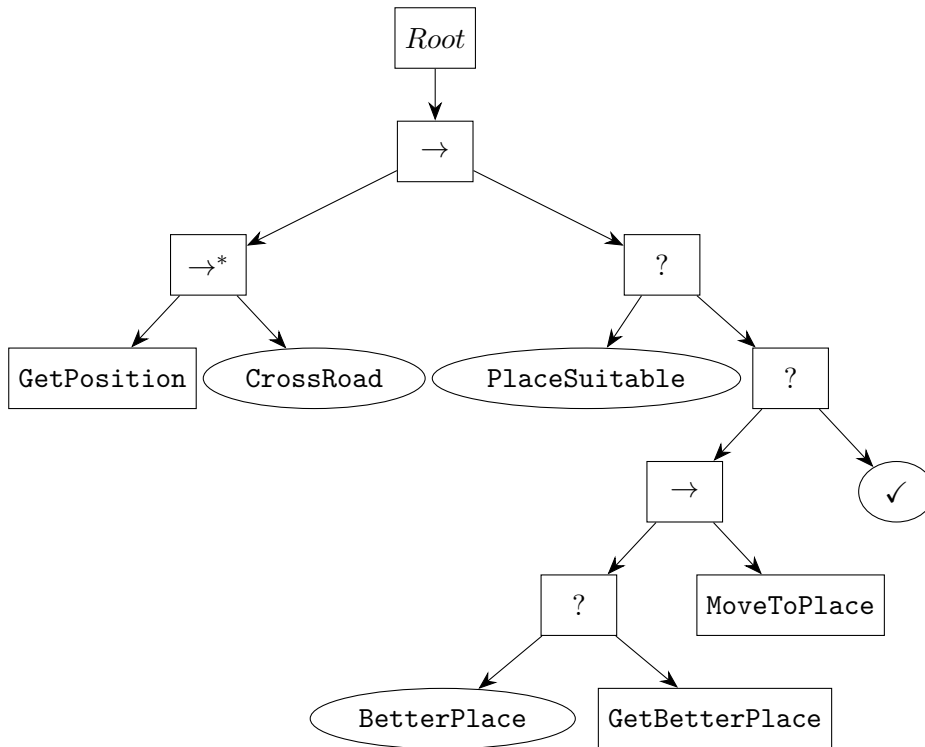 Root
→
→* ?
GetPosition CrossRoad PlaceSuitable ?
→ ✓
? MoveToPlace
BetterPlace GetBetterPlace